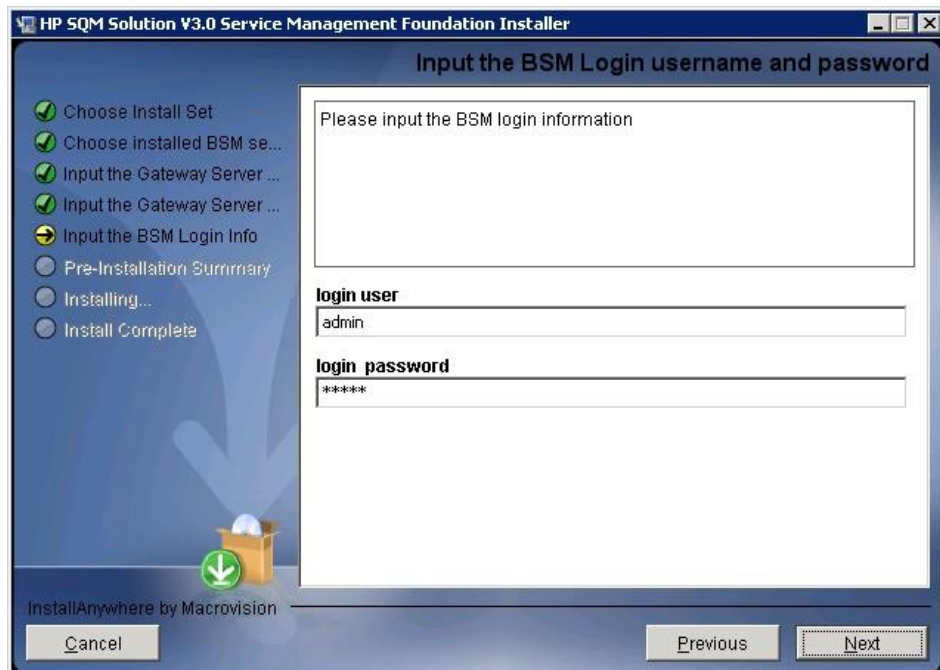 HP SQM Solution V3.0 Service Management Foundation Installer
Input the BSM Login username and password
Choose Install Set
Choose installed BSM se...
Input the Gateway Server ...
Input the Gateway Server ...
Input the BSM Login Info
Pre-Installation Summary
Installing...
Install Complete
Please input the BSM login information
login user
admin
login password
*****
InstallAnywhere by Macrovision
Cancel
Previous
Next